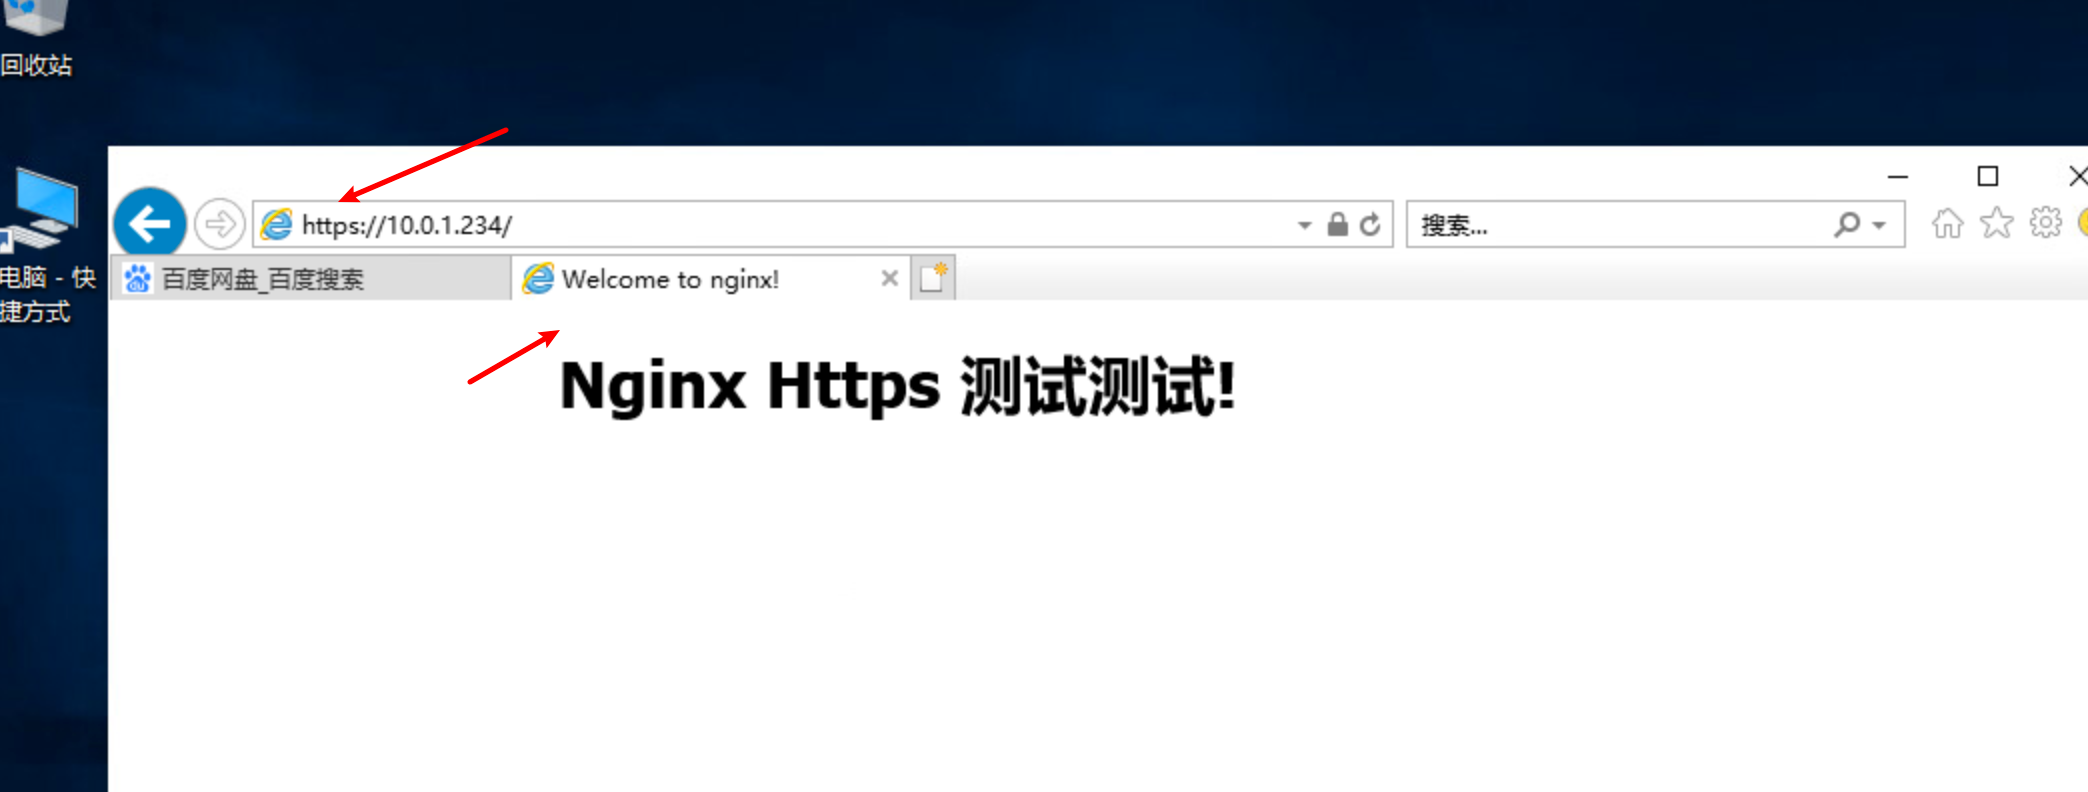 回收站
电脑 - 快
捷方式
https://10.0.1.234/
搜索...
百度网盘_百度搜索
Welcome to nginx!
Nginx Https 测试测试!